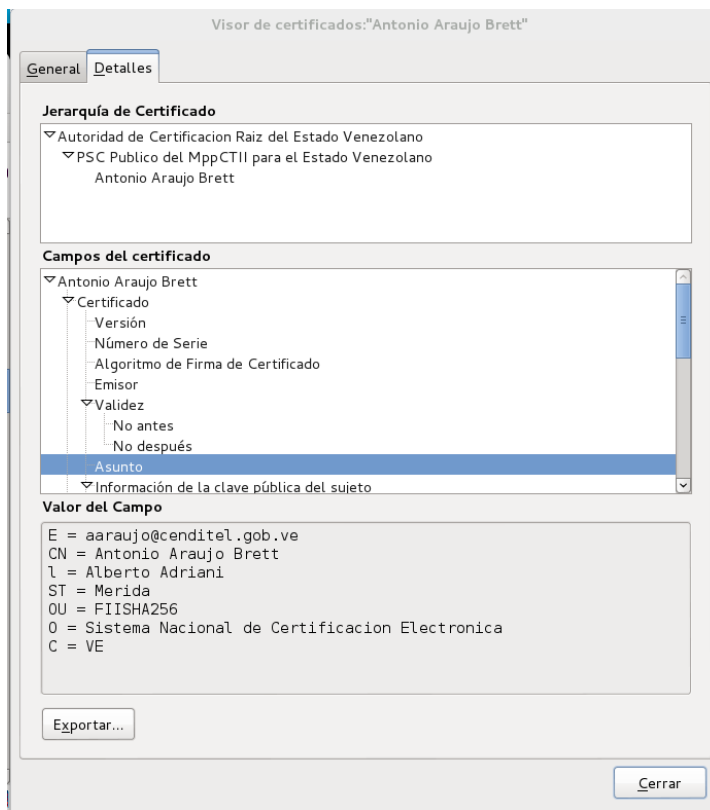 Visor de certificados:"Antonio Araujo Brett"
General Detalles
Jerarquía de Certificado
Autoridad de Certificacion Raiz del Estado Venezolano
PSC Publico del MppCTII para el Estado Venezolano
Antonio Araujo Brett
Campos del certificado
Antonio Araujo Brett
Certificado
Versión
Número de Serie
Algoritmo de Firma de Certificado
Emisor
Validez
No antes
No después
Asunto
Información de la clave pública del sujeto
Valor del Campo
E = aaraujo@cenditel.gob.ve
CN = Antonio Araujo Brett
l = Alberto Adriani
ST = Merida
OU = FIISHA256
O = Sistema Nacional de Certificacion Electronica
C = VE
Exportar...
Cerrar